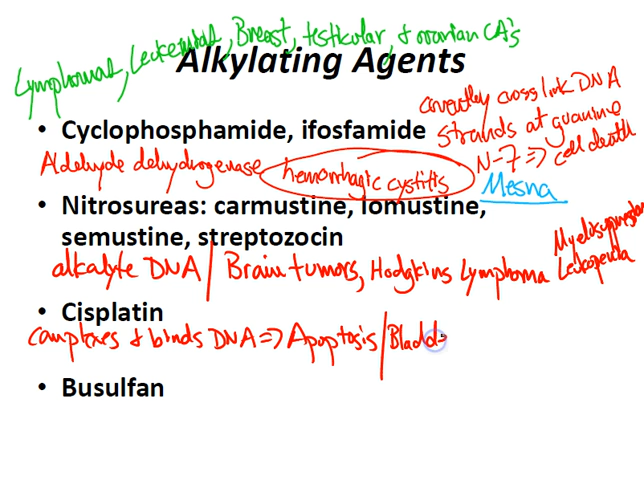 Lymphomas, Leukemias, Breast, testicular, & ovarian CA's
Alkylating Agents
covalently cross link DNA
• Cyclophosphamide, ifosfamide
strands at guanine
Aldehyde dehydrogenase
hemorrhagic cystitis
N-7 => cell death
Mesna
• Nitrosureas: carmustine, lomustine,
semustine, streptozocin
Myelosuppression
alkalyte DNA / Brain tumors, Hodgkins Lymphoma
Leukopenia
• Cisplatin
complexes & binds DNA => Apoptosis / Bladd
• Busulfan